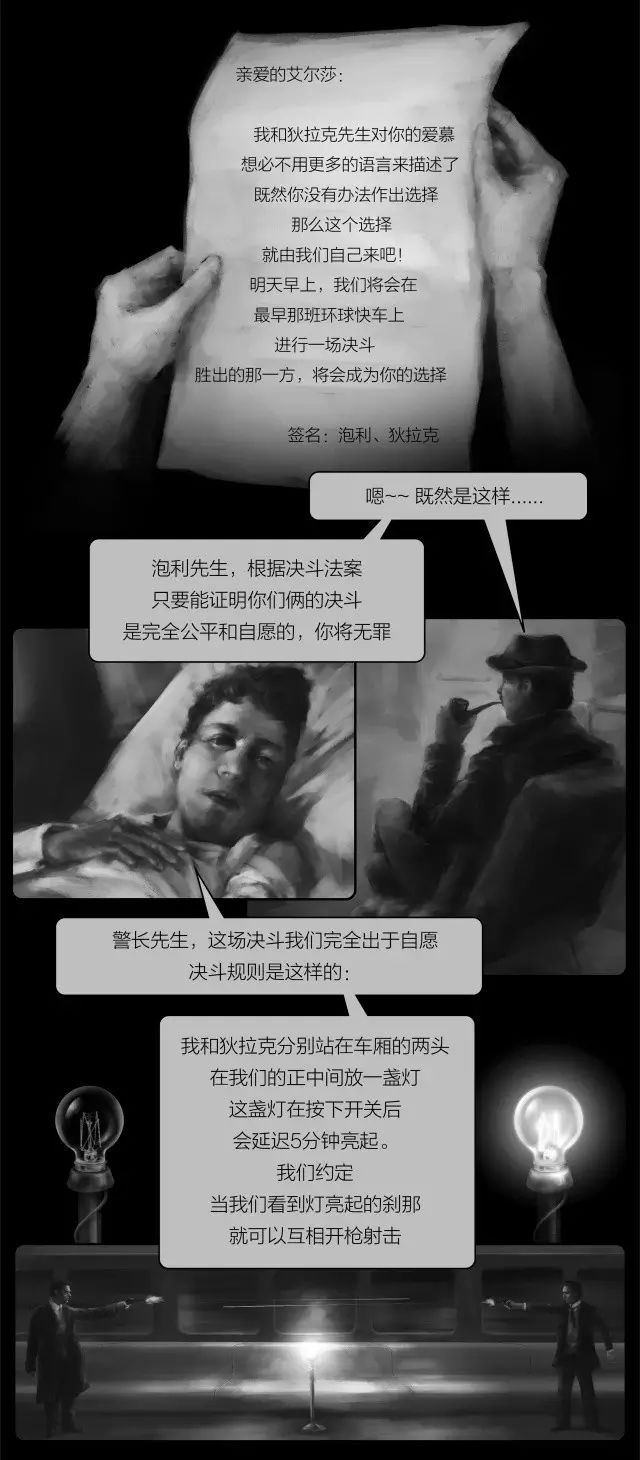 亲爱的艾尔莎：
我和狄拉克先生对你的爱慕
想必不用更多的语言来描述了
既然你没有办法作出选择
那么这个选择
就由我们自己来吧！
明天早上，我们将会在
最早那班环球快车上
进行一场决斗
胜出的那一方，将会成为你的选择
签名：泡利、狄拉克
嗯~~ 既然是这样……
泡利先生，根据决斗法案
只要能证明你们俩的决斗
是完全公平和自愿的，你将无罪
警长先生，这场决斗我们完全出于自愿
决斗规则是这样的：
我和狄拉克分别站在车厢的两头
在我们的正中间放一盏灯
这盏灯在按下开关后
会延迟5分钟亮起。
我们约定
当我们看到灯亮起的刹那
就可以互相开枪射击